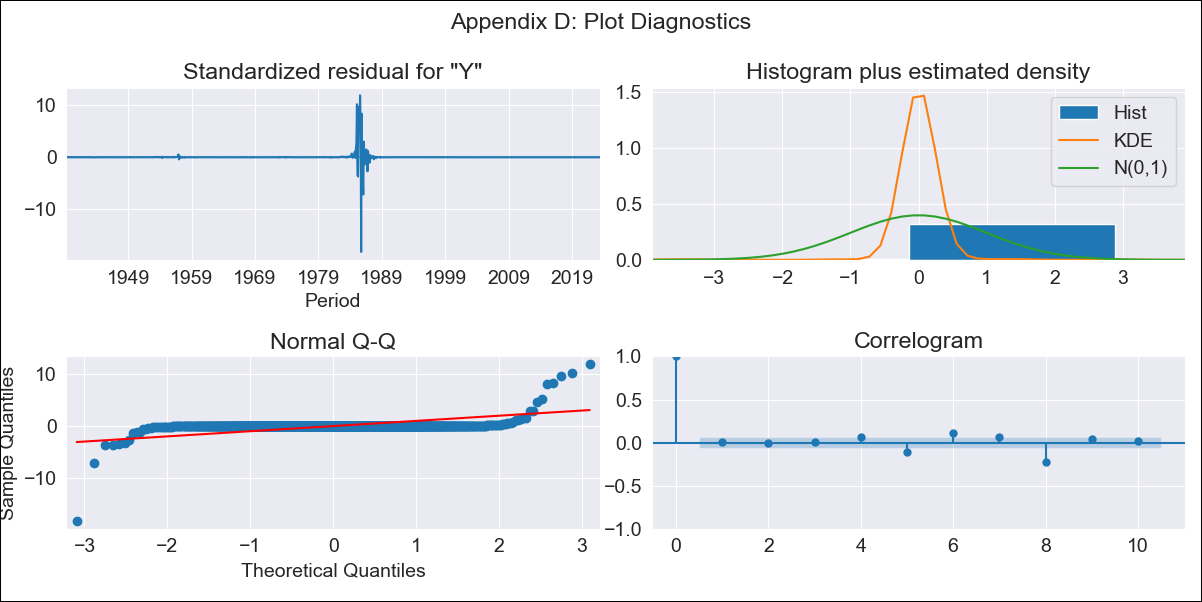 Appendix D: Plot Diagnostics
Standardized residual for "Y"
10
0
−10
1949 1959 1969 1979 1989 1999 2009 2019
Period
Histogram plus estimated density
1.5
1.0
0.5
0.0
−3 −2 −1 0 1 2 3
Hist
KDE
N(0,1)
Normal Q-Q
Sample Quantiles
10
0
−10
−3 −2 −1 0 1 2 3
Theoretical Quantiles
Correlogram
1.0
0.5
0.0
−0.5
−1.0
0 2 4 6 8 10